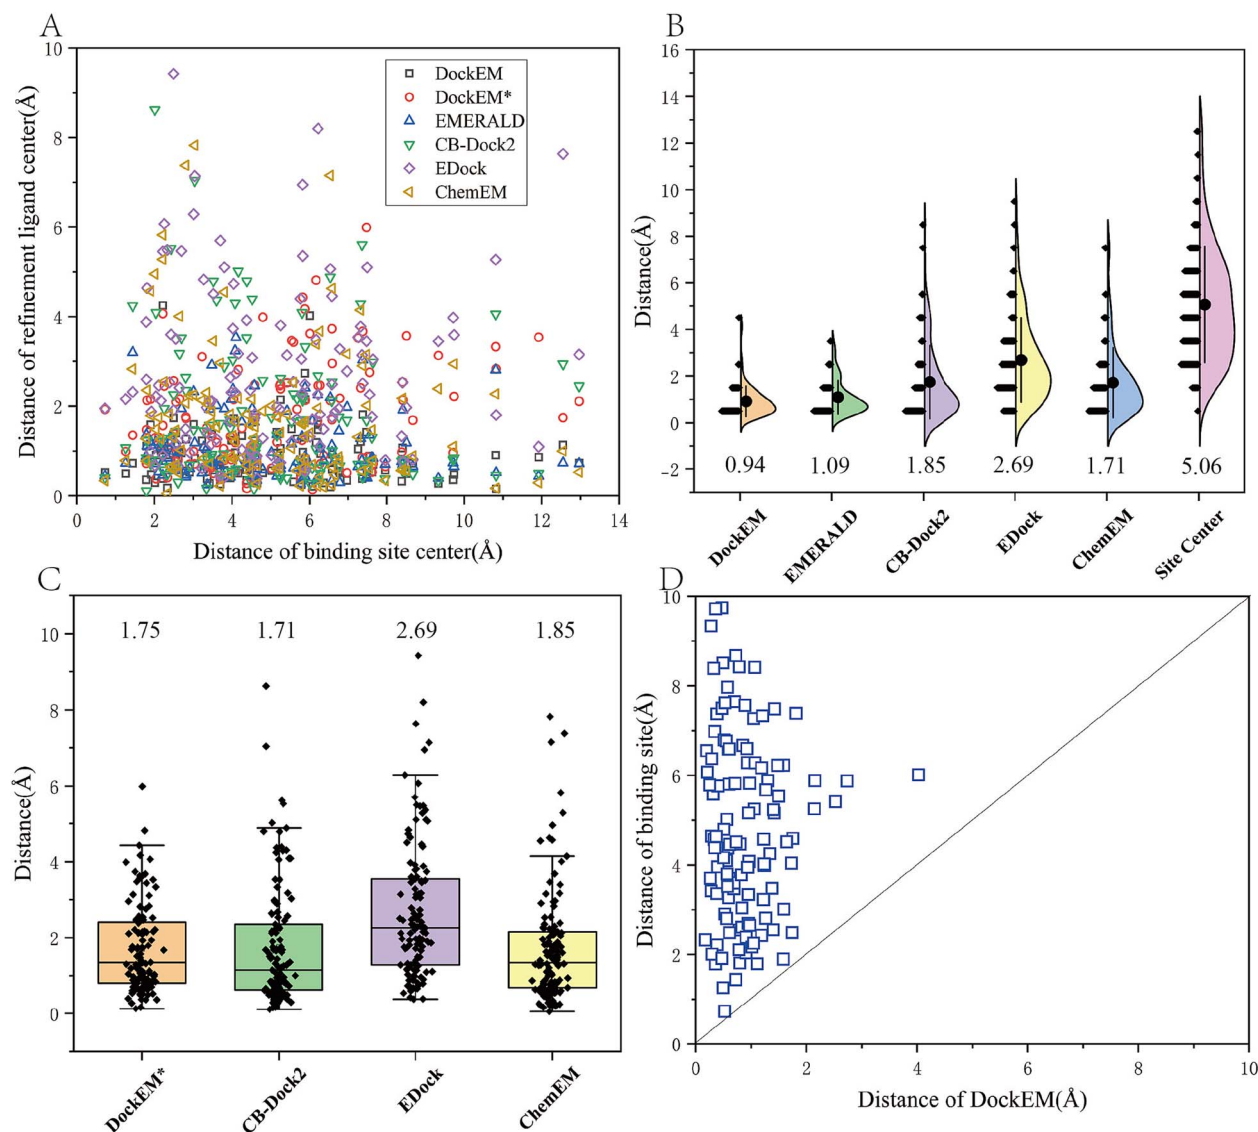 A
Distance of refinement ligand center(Å)
10
8
6
4
2
0
0 2 4 6 8 10 12 14
Distance of binding site center(Å)
DockEM
DockEM*
EMERALD
CB-Dock2
EDock
ChemEM
B
Distance(Å)
16
14
12
10
8
6
4
2
0
-2
0.94 1.09 1.85 2.69 1.71 5.06
DockEM EMERALD CB-Dock2 EDock ChemEM Site Center
C
Distance(Å)
10
8
6
4
2
0
1.75 1.71 2.69 1.85
DockEM* CB-Dock2 EDock ChemEM
D
Distance of binding site(Å)
10
8
6
4
2
0
0 2 4 6 8 10
Distance of DockEM(Å)